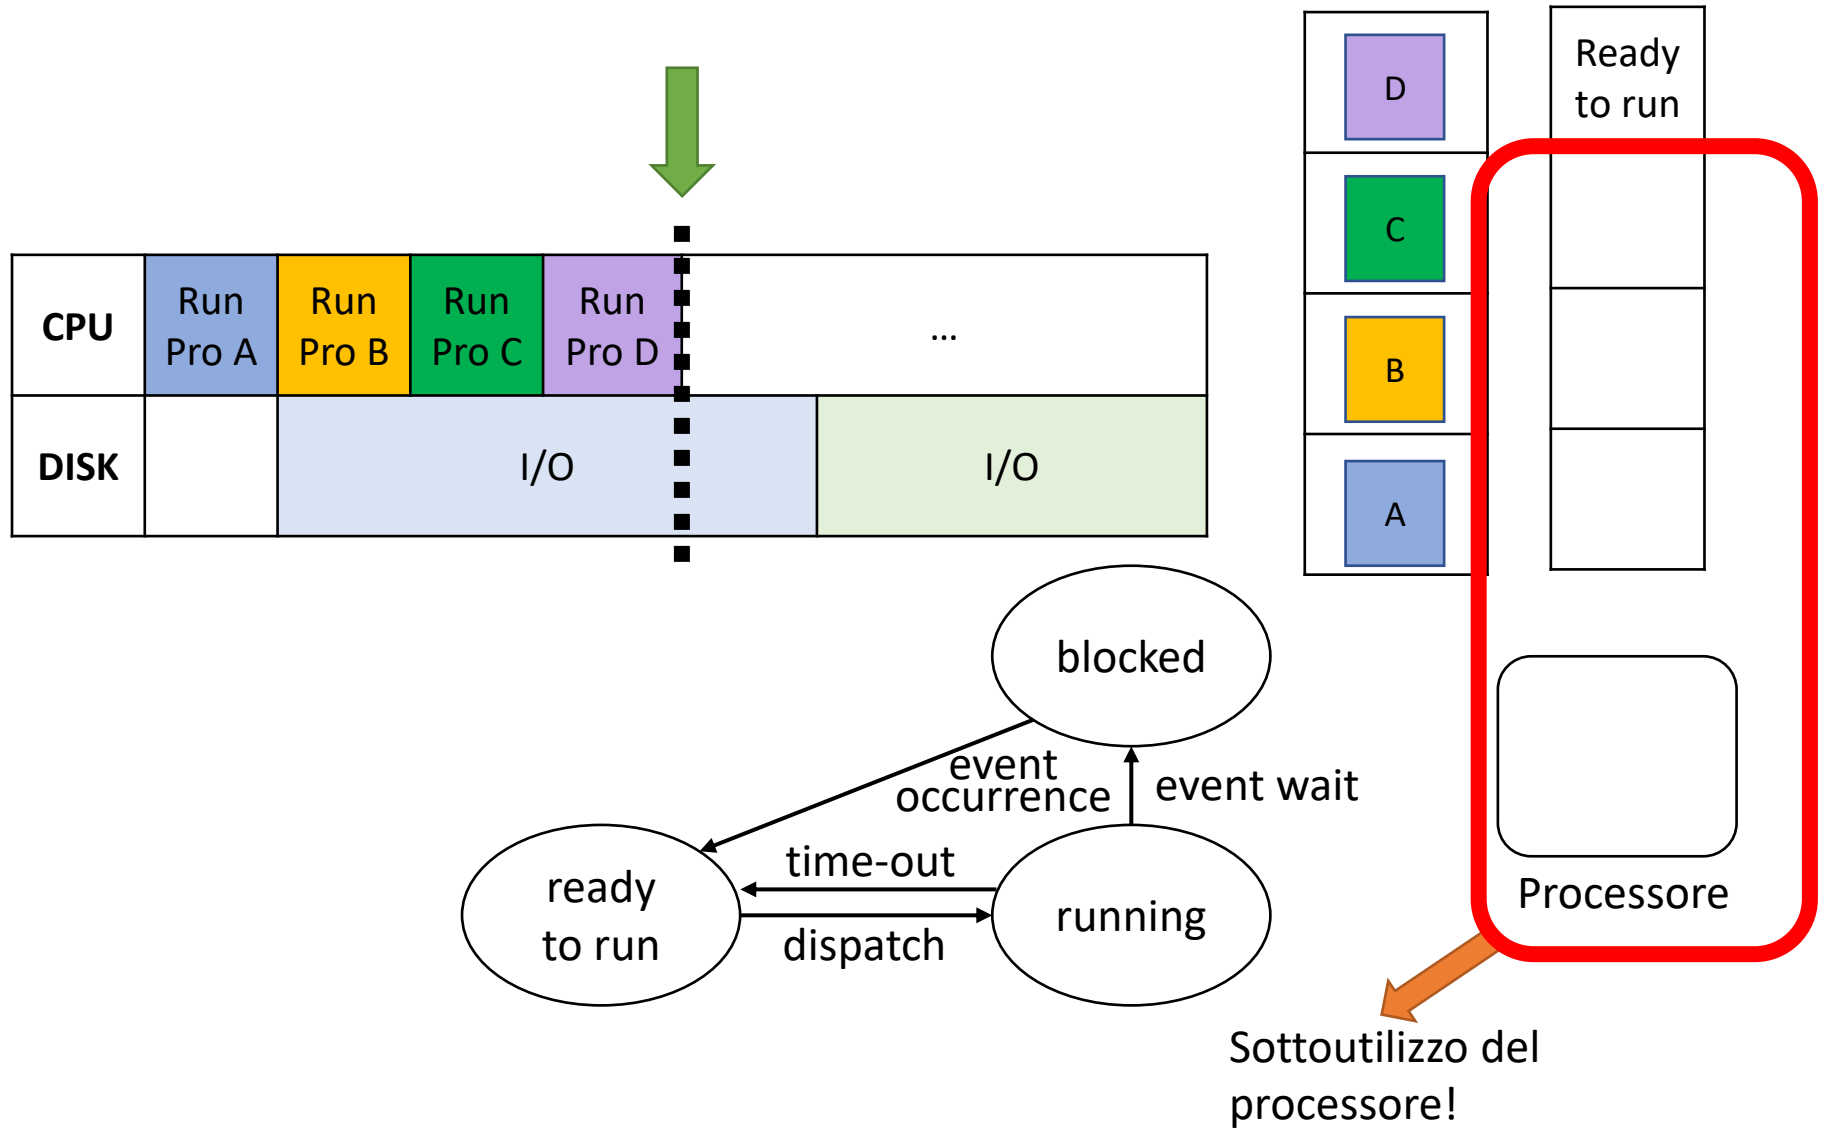 D
Ready
to run
C
B
A
CPU
Run
Pro A
Run
Pro B
Run
Pro C
Run
Pro D
...
DISK
I/O
I/O
blocked
event
occurrence
event wait
time-out
ready
to run
dispatch
running
Processore
Sottoutilizzo del
processore!